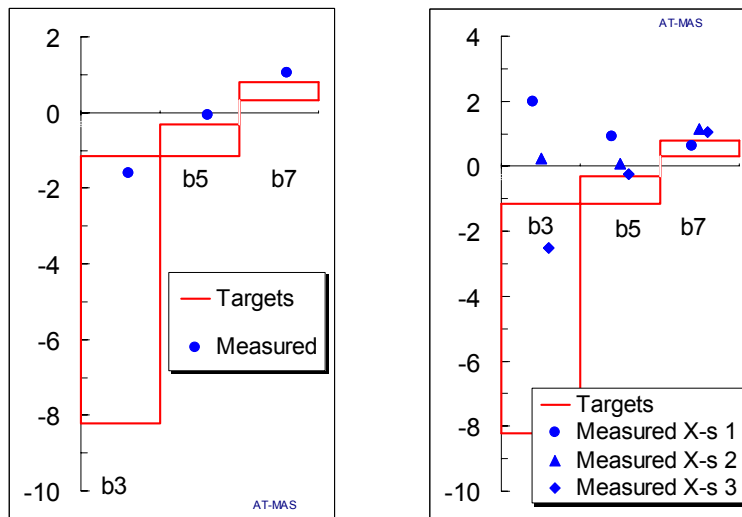 2
0
-2
-4
-6
-8
-10
b5
b7
b3
Targets
Measured
AT-MAS
AT-MAS
4
2
0
-2
-4
-6
-8
-10
b3
b5
b7
Targets
Measured X-s 1
Measured X-s 2
Measured X-s 3